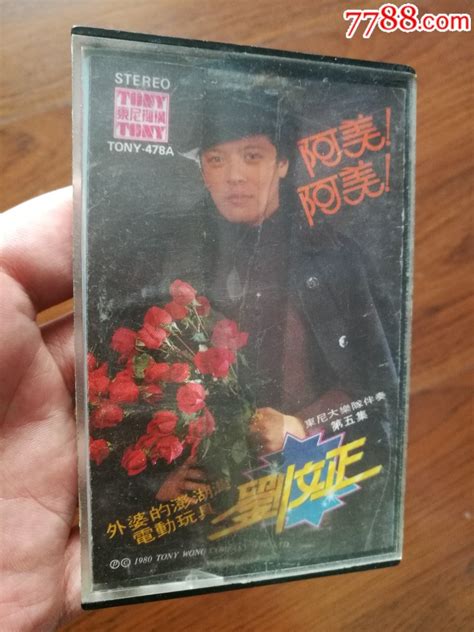 7788.com
STEREO
TONY
東尼機構
TONY
TONY-478A
阿美!
阿美!
東尼大樂隊伴奏
第五集
劉文正
外婆的澎湖灣
電動玩具
℗ © 1980 TONY WONG